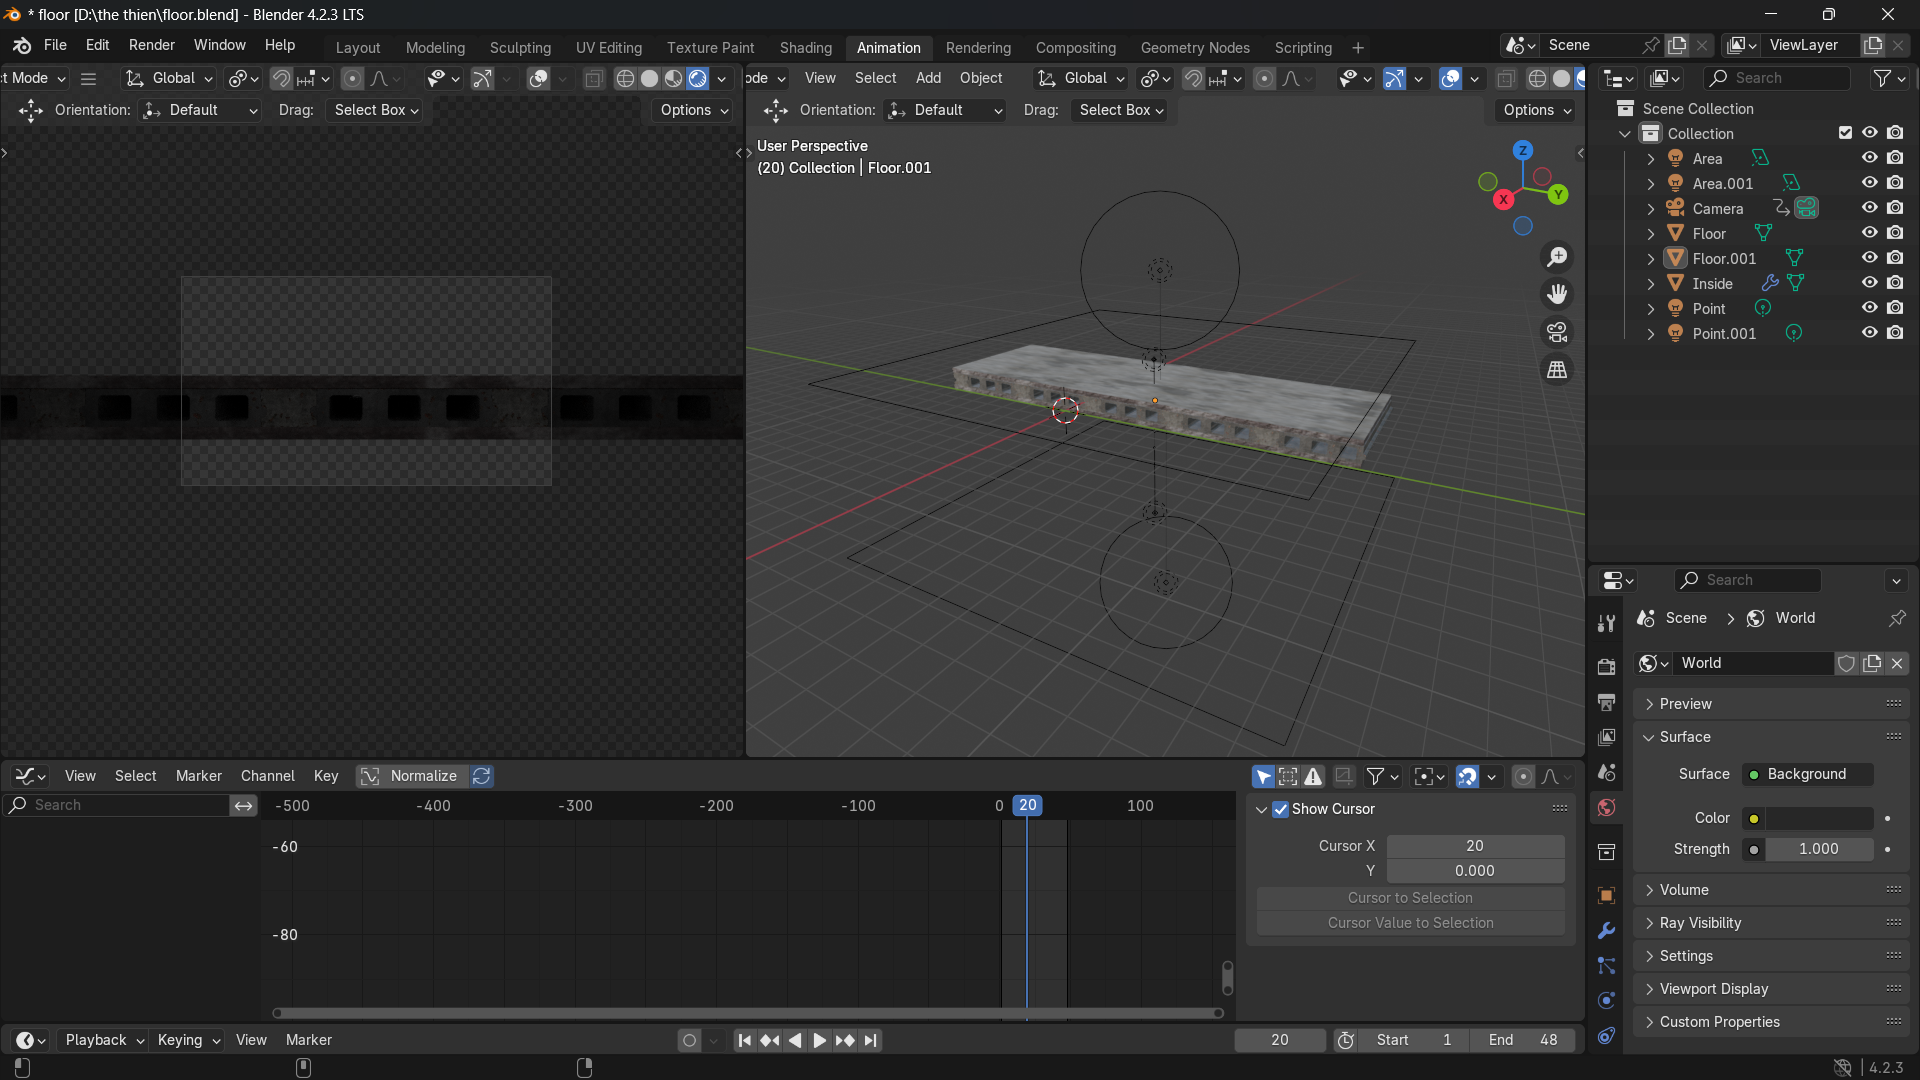 * floor [D:\the thien\floor.blend] - Blender 4.2.3 LTS
File Edit Render Window Help Layout Modeling Sculpting UV Editing Texture Paint Shading Animation Rendering Compositing Geometry Nodes Scripting + Scene ViewLayer
t Mode Global
ode View Select Add Object Global
Search
Orientation: Default Drag: Select Box Options
Orientation: Default Drag: Select Box Options
User Perspective
(20) Collection | Floor.001
Z
Y
X
Scene Collection
Collection
Area
Area.001
Camera
Floor
Floor.001
Inside
Point
Point.001
Search
Scene > World
World
Preview
Surface
Surface Background
Color
Strength 1.000
Volume
Ray Visibility
Settings
Viewport Display
Custom Properties
View Select Marker Channel Key Normalize
Search
-500 -400 -300 -200 -100 0 20 100
-60
-80
Show Cursor
Cursor X 20
Y 0.000
Cursor to Selection
Cursor Value to Selection
Playback Keying View Marker
20 Start 1 End 48
4.2.3